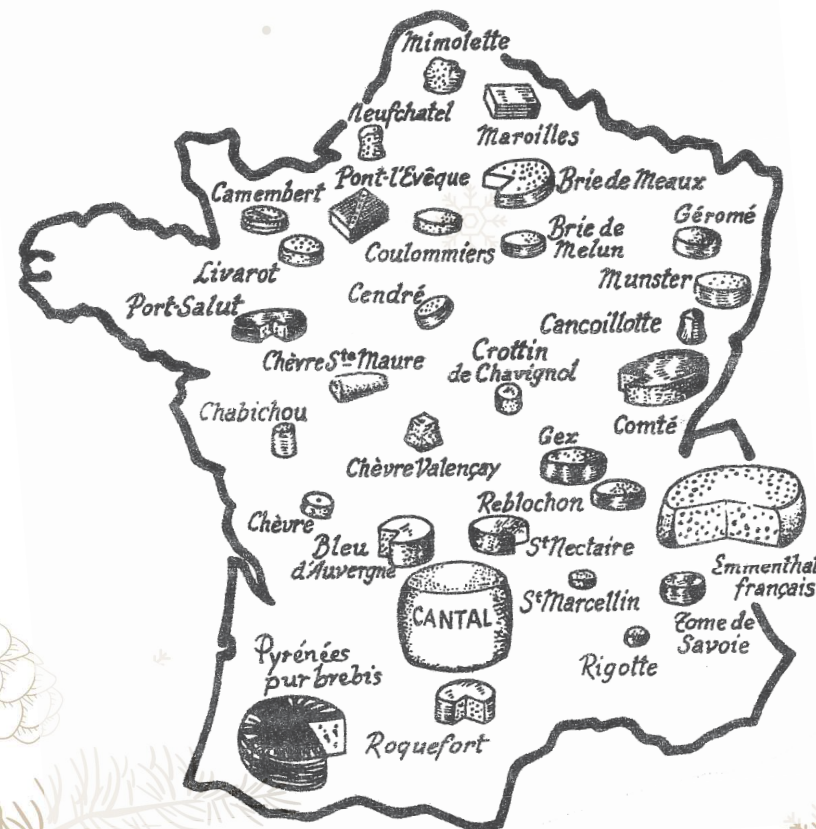 Mimolette
Neufchatel
Maroilles
Camembert
Pont-l'Evêque
Brie de Meaux
Géromé
Coulommiers
Brie de
Melun
Livarot
Munster
Port-Salut
Cendré
Cancoillotte
Chèvre Ste Maure
Crottin
de Chavignol
Chabichou
Comté
Gex
Chèvre Valençay
Reblochon
Chèvre
Bleu
d'Auvergne
St Nectaire
Emmenthal
français
CANTAL
St Marcellin
Tome de
Savoie
Pyrénées
pur brebis
Rigotte
Roquefort